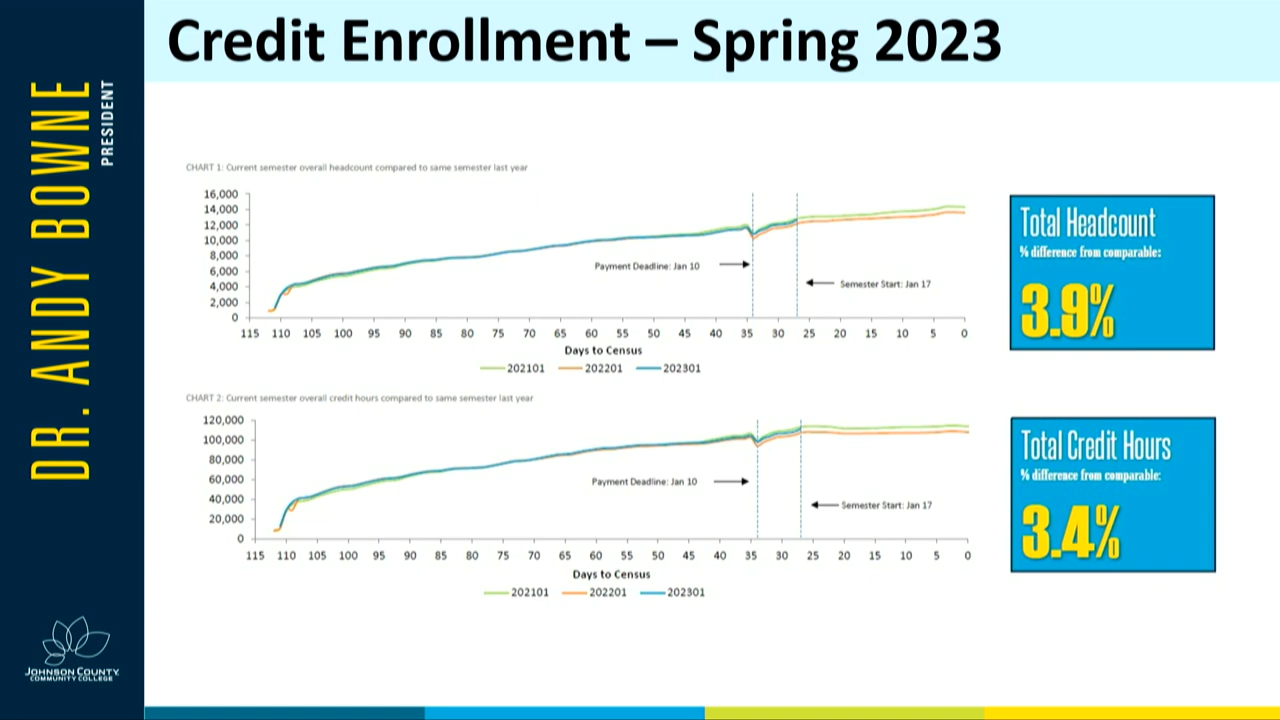 Credit Enrollment – Spring 2023
DR. ANDY BOWNE
PRESIDENT
CHART 1: Current semester overall headcount compared to same semester last year
16,000
14,000
12,000
10,000
8,000
6,000
4,000
2,000
0
Payment Deadline: Jan 10
Semester Start: Jan 17
115 110 105 100 95 90 85 80 75 70 65 60 55 50 45 40 35 30 25 20 15 10 5 0
Days to Census
202101 202201 202301
Total Headcount
% difference from comparable:
3.9%
CHART 2: Current semester overall credit hours compared to same semester last year
120,000
100,000
80,000
60,000
40,000
20,000
0
Payment Deadline: Jan 10
Semester Start: Jan 17
115 110 105 100 95 90 85 80 75 70 65 60 55 50 45 40 35 30 25 20 15 10 5 0
Days to Census
202101 202201 202301
Total Credit Hours
% difference from comparable:
3.4%
JOHNSON COUNTY
COMMUNITY COLLEGE